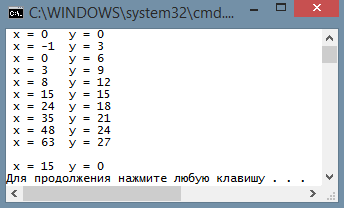 C:\WINDOWS\system32\cmd....
x = 0 y = 0
x = -1 y = 3
x = 0 y = 6
x = 3 y = 9
x = 8 y = 12
x = 15 y = 15
x = 24 y = 18
x = 35 y = 21
x = 48 y = 24
x = 63 y = 27
x = 15 y = 0
Для продолжения нажмите любую клавишу . . .